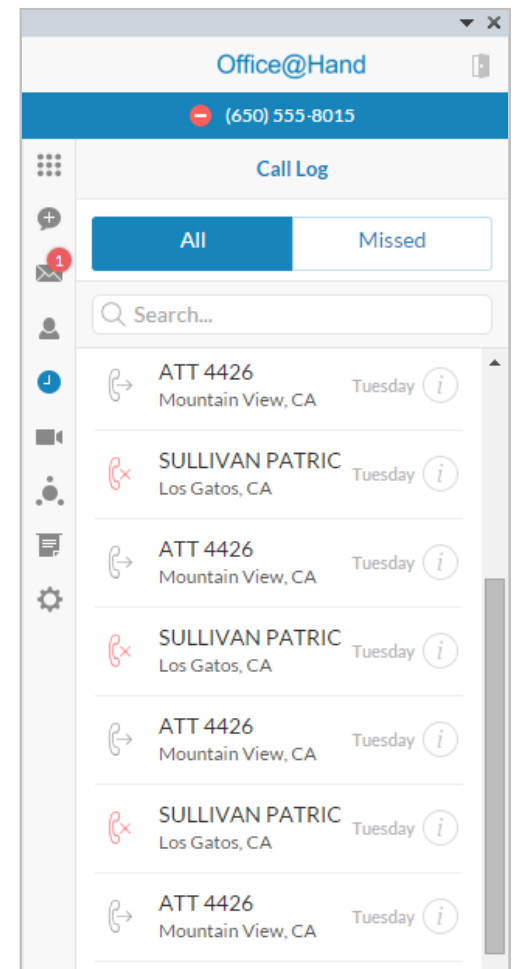 Office@Hand
(650) 555-8015
Call Log
1
All Missed
Search...
ATT 4426
Mountain View, CA
Tuesday i
SULLIVAN PATRIC
Los Gatos, CA
Tuesday i
ATT 4426
Mountain View, CA
Tuesday i
SULLIVAN PATRIC
Los Gatos, CA
Tuesday i
ATT 4426
Mountain View, CA
Tuesday i
SULLIVAN PATRIC
Los Gatos, CA
Tuesday i
ATT 4426
Mountain View, CA
Tuesday i